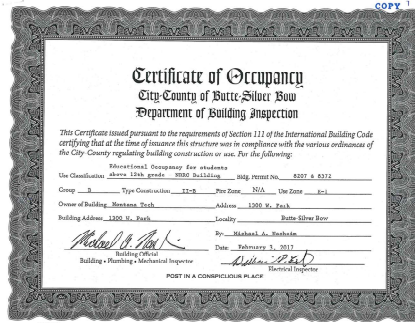 COPY 1
Certificate of Occupancy
City-County of Butte-Silver Bow
Department of Building Inspection
This Certificate issued pursuant to the requirements of Section 111 of the International Building Code
certifying that at the time of issuance this structure was in compliance with the various ordinances of
the City-County regulating building construction or use. For the following:
Educational Occupancy for students
Use Classification above 12th grade NRRC Building Bldg. Permit No. 8207 & 8372
Group B Type Construction II-B Fire Zone N/A Use Zone
Owner of Building Montana Tech Address 1300 W. Park
Building Address 1300 W. Park Locality Butte-Silver Bow
By: Michael A.
Building Official Date: February 3, 2017
Building • Plumbing • Mechanical Inspector
Electrical Inspector
POST IN A CONSPICIOUS PLACE